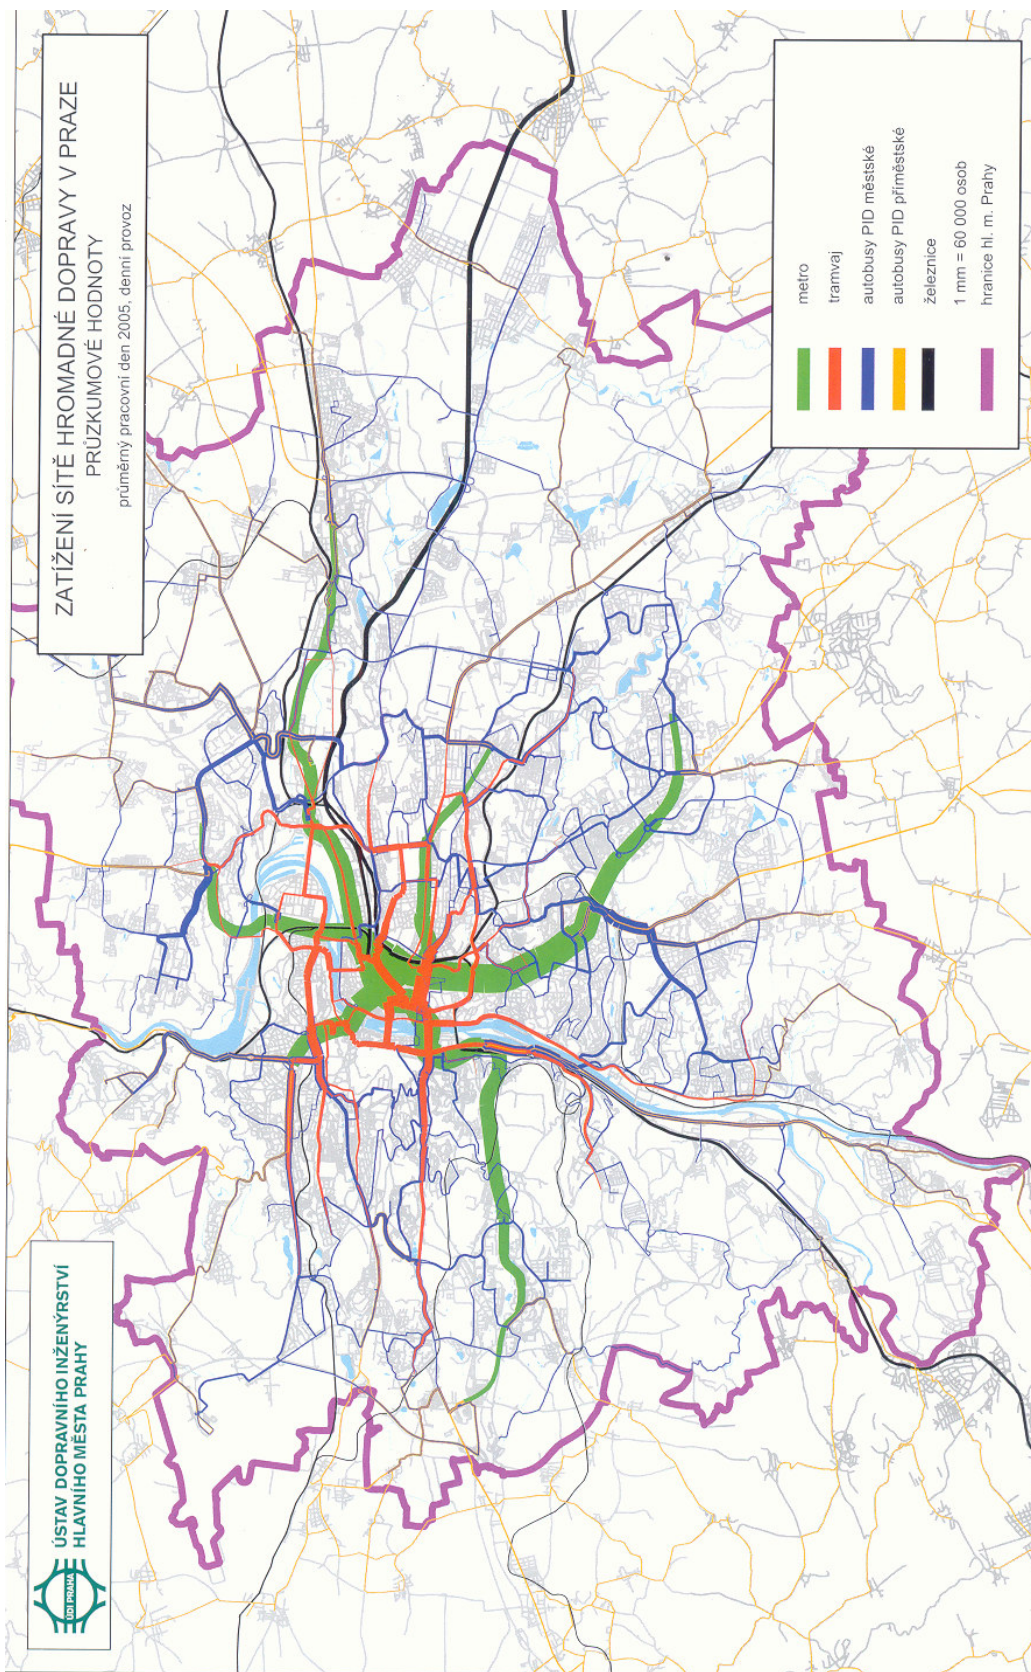 ZATÍŽENÍ SÍTĚ HROMADNÉ DOPRAVY V PRAZE
PRŮZKUMOVÉ HODNOTY
průměrný pracovní den 2005, denní provoz
metro
tramvaj
autobusy PID městské
autobusy PID příměstské
železnice
1 mm = 60 000 osob
hranice hl. m. Prahy
ÚDI PRAHA
ÚSTAV DOPRAVNÍHO INŽENÝRSTVÍ
HLAVNÍHO MĚSTA PRAHY